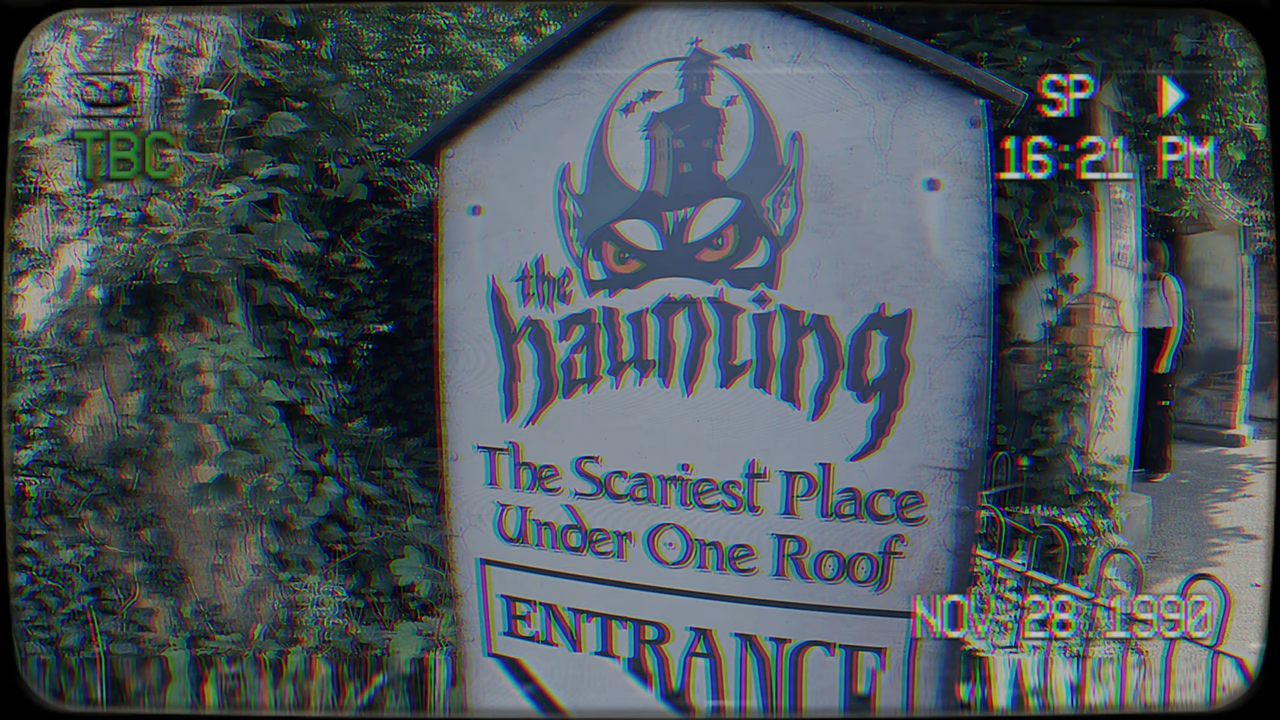 TBC
SP
16:21 PM
the
haunting
The Scariest Place
Under One Roof
ENTRANCE
NOV. 28 1990